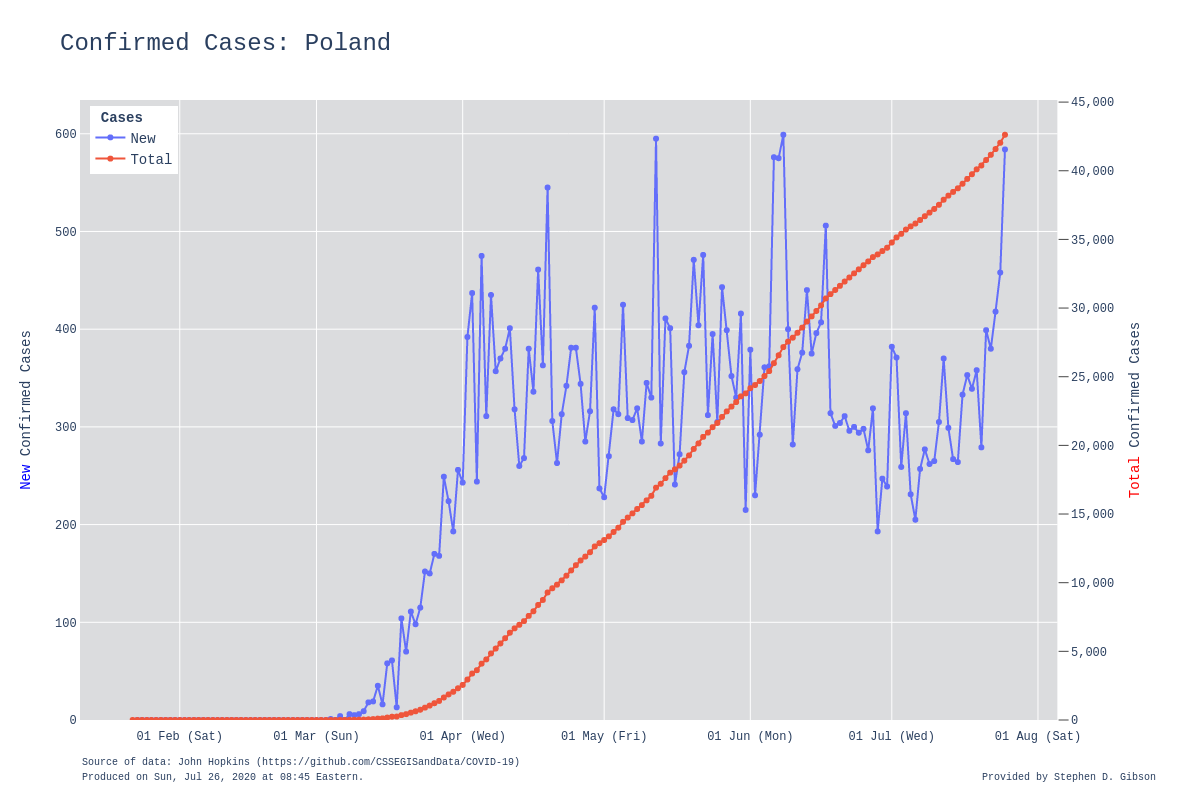 Confirmed Cases: Poland
Cases
New
Total
600
500
400
300
200
100
0
New Confirmed Cases
45,000
40,000
35,000
30,000
25,000
20,000
15,000
10,000
5,000
0
Total Confirmed Cases
01 Feb (Sat) 01 Mar (Sun) 01 Apr (Wed) 01 May (Fri) 01 Jun (Mon) 01 Jul (Wed) 01 Aug (Sat)
Source of data: John Hopkins (https://github.com/CSSEGISandData/COVID-19)
Produced on Sun, Jul 26, 2020 at 08:45 Eastern.
Provided by Stephen D. Gibson